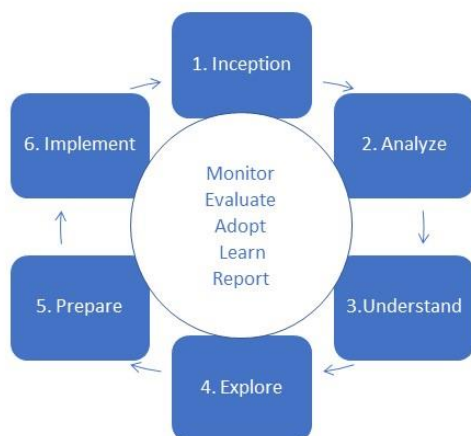 1. Inception
2. Analyze
3.Understand
4. Explore
5. Prepare
6. Implement
Monitor
Evaluate
Adopt
Learn
Report